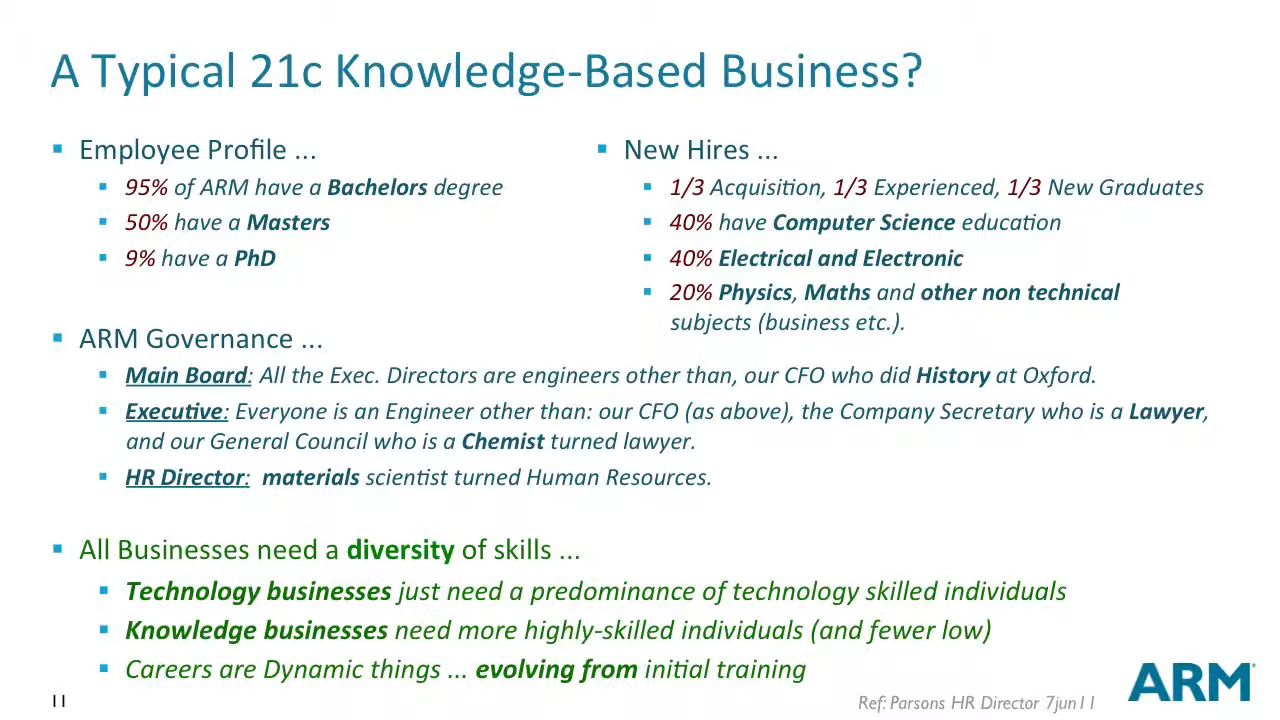 A Typical 21c Knowledge-Based Business?
▪ Employee Profile ...
▪ 95% of ARM have a Bachelors degree
▪ 50% have a Masters
▪ 9% have a PhD
▪ New Hires ...
▪ 1/3 Acquisition, 1/3 Experienced, 1/3 New Graduates
▪ 40% have Computer Science education
▪ 40% Electrical and Electronic
▪ 20% Physics, Maths and other non technical
subjects (business etc.).
▪ ARM Governance ...
▪ Main Board: All the Exec. Directors are engineers other than, our CFO who did History at Oxford.
▪ Executive: Everyone is an Engineer other than: our CFO (as above), the Company Secretary who is a Lawyer,
and our General Council who is a Chemist turned lawyer.
▪ HR Director: materials scientist turned Human Resources.
▪ All Businesses need a diversity of skills ...
▪ Technology businesses just need a predominance of technology skilled individuals
▪ Knowledge businesses need more highly-skilled individuals (and fewer low)
▪ Careers are Dynamic things ... evolving from initial training
11
Ref: Parsons HR Director 7jun11
ARM